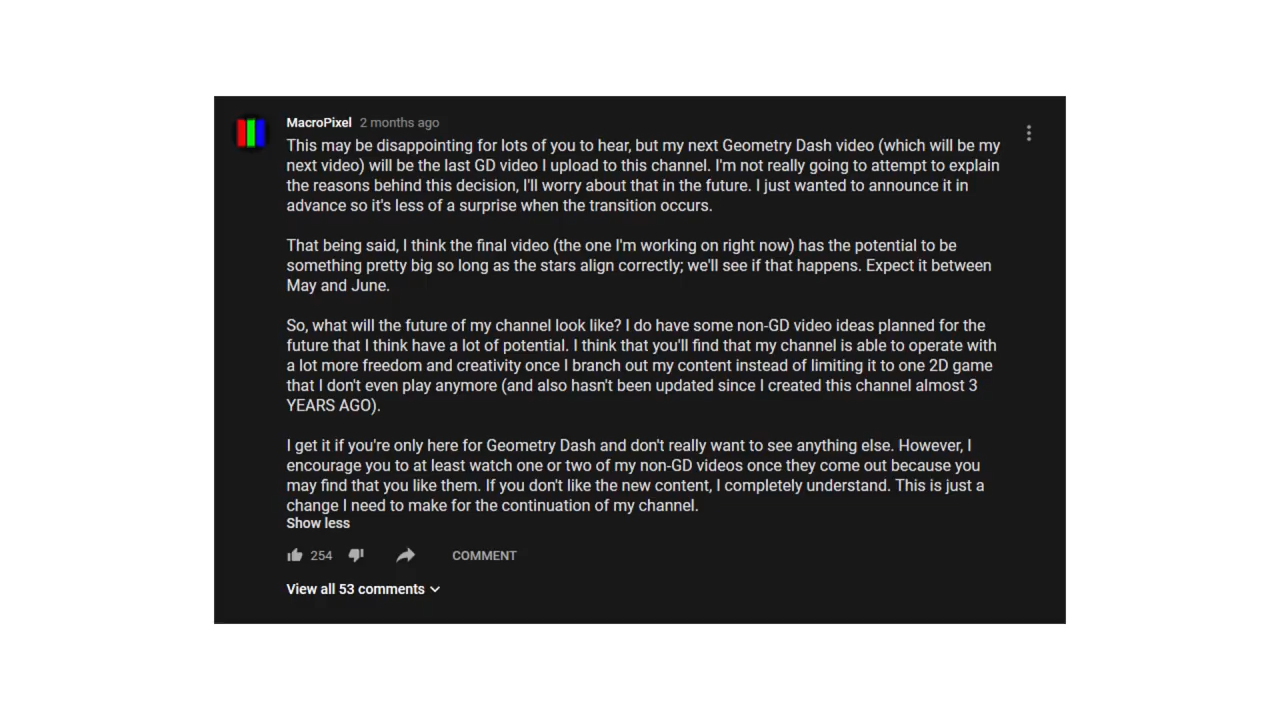 MacroPixel 2 months ago
This may be disappointing for lots of you to hear, but my next Geometry Dash video (which will be my
next video) will be the last GD video I upload to this channel. I'm not really going to attempt to explain
the reasons behind this decision, I'll worry about that in the future. I just wanted to announce it in
advance so it's less of a surprise when the transition occurs.
That being said, I think the final video (the one I'm working on right now) has the potential to be
something pretty big so long as the stars align correctly; we'll see if that happens. Expect it between
May and June.
So, what will the future of my channel look like? I do have some non-GD video ideas planned for the
future that I think have a lot of potential. I think that you'll find that my channel is able to operate with
a lot more freedom and creativity once I branch out my content instead of limiting it to one 2D game
that I don't even play anymore (and also hasn't been updated since I created this channel almost 3
YEARS AGO).
I get it if you're only here for Geometry Dash and don't really want to see anything else. However, I
encourage you to at least watch one or two of my non-GD videos once they come out because you
may find that you like them. If you don't like the new content, I completely understand. This is just a
change I need to make for the continuation of my channel.
Show less
254 COMMENT
View all 53 comments